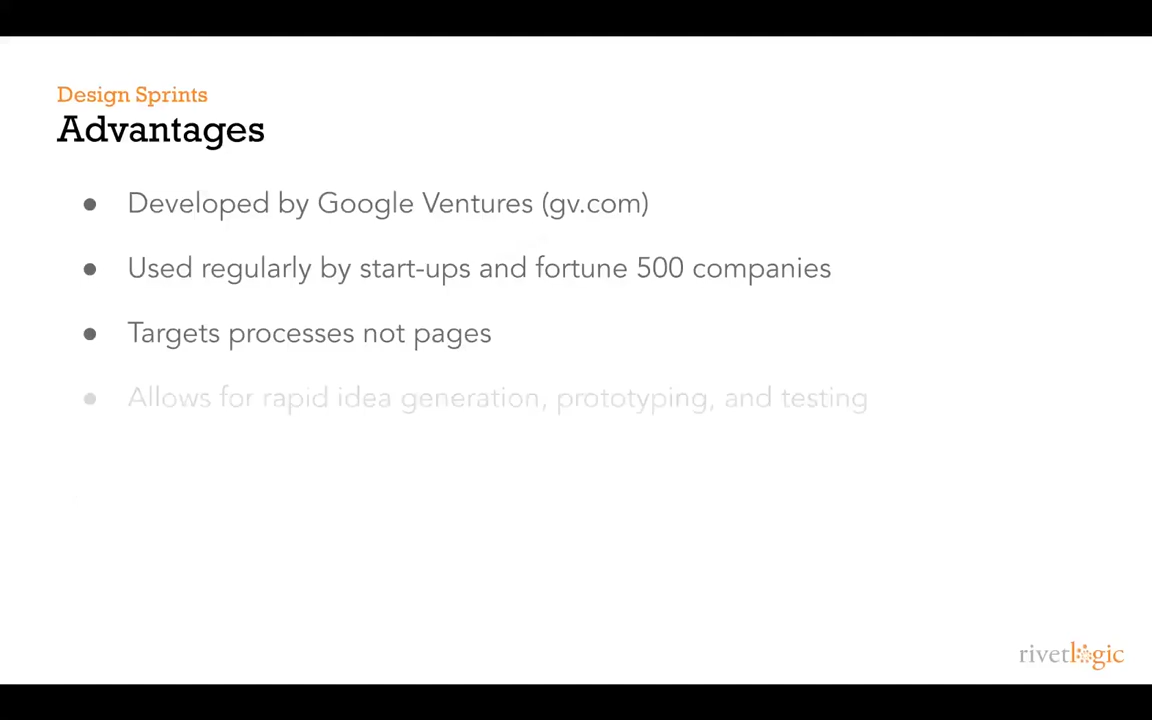 Design Sprints
Advantages
● Developed by Google Ventures (gv.com)
● Used regularly by start-ups and fortune 500 companies
● Targets processes not pages
● Allows for rapid idea generation, prototyping, and testing
rivetlogic